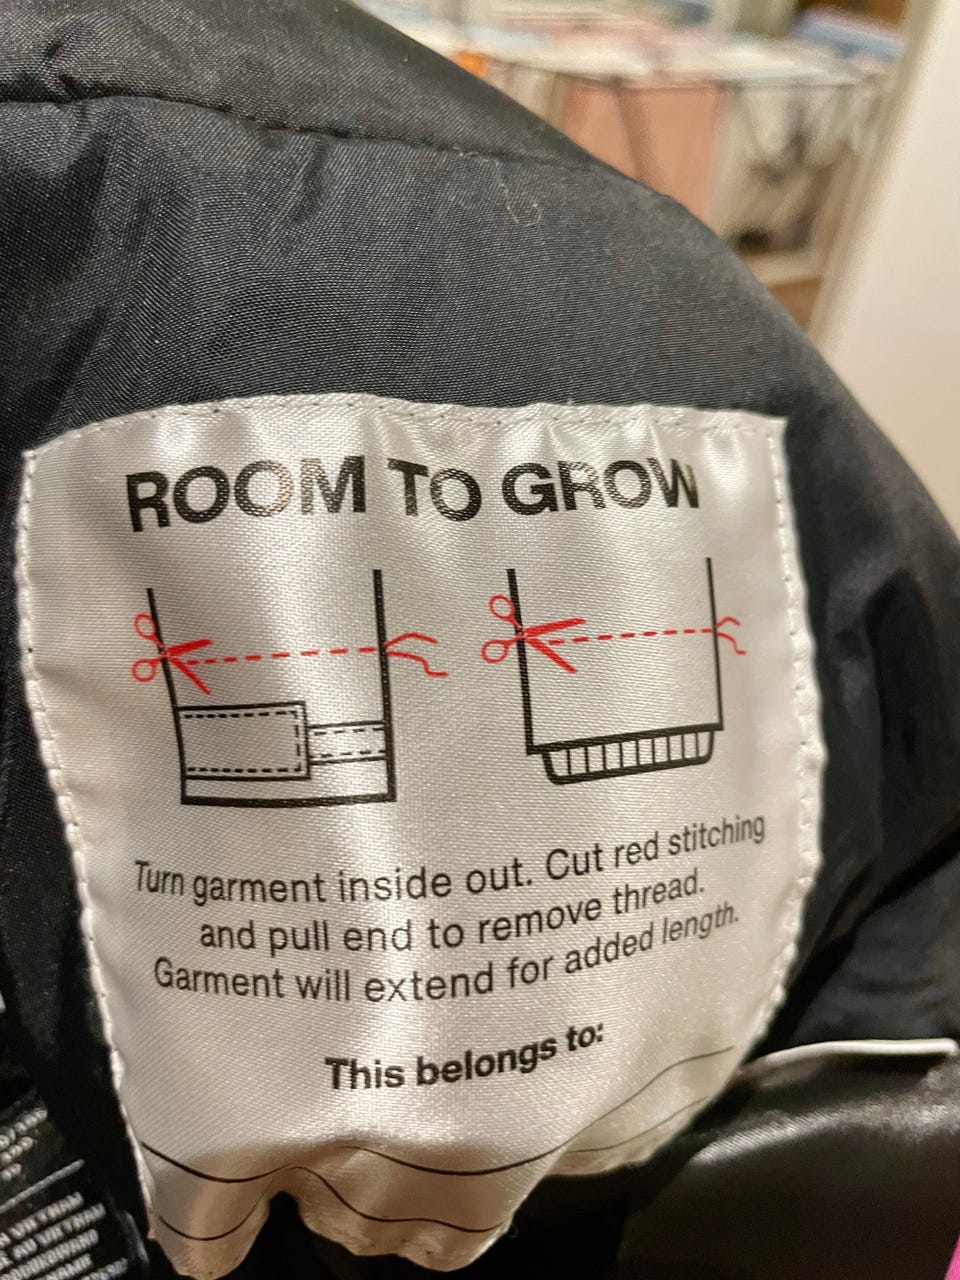 ROOM TO GROW
Turn garment inside out. Cut red stitching
and pull end to remove thread.
Garment will extend for added length.
This belongs to: